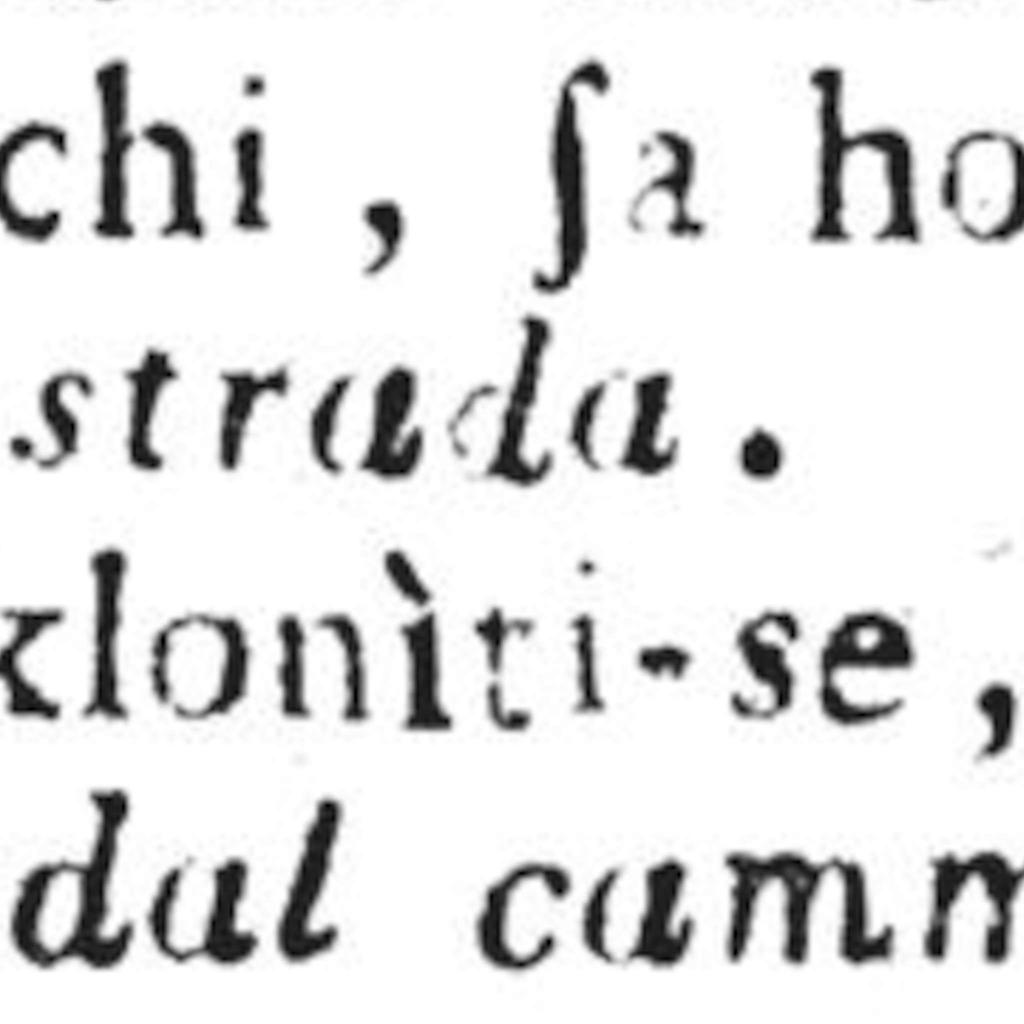 chi , ſa ho
strada .
klonìti-se ,
dal camm